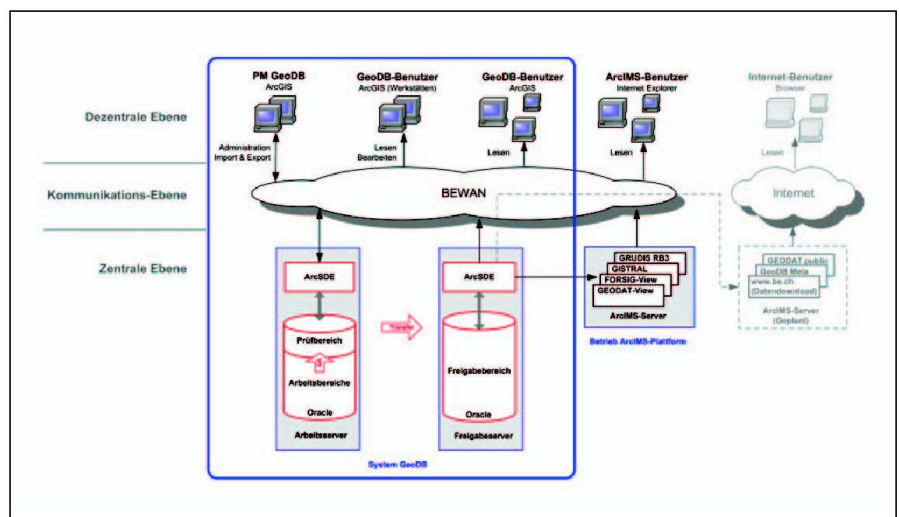 PM GeoDB
ArcGIS
GeoDB-Benutzer
ArcGIS (Werkstätten)
GeoDB-Benutzer
ArcGIS
ArcIMS-Benutzer
Internet Explorer
Internet-Benutzer
Browser
Dezentrale Ebene
Administration
Import & Export
Lesen
Bearbeiten
Lesen
Lesen
Lesen
Kommunikations-Ebene
BEWAN
Internet
Zentrale Ebene
ArcSDE
ArcSDE
GRUDIS RB3
GISTRAL
FORSIG-View
GEODAT-View
ArcIMS-Server
GEODAT public
GeoDB Meta
www.be.ch
(Datendownload)
ArcIMS-Server
(Geplant)
Betrieb ArcIMS-Plattform
Prüfbereich
Arbeitsbereiche
Oracle
Arbeitsserver
Transfer
Freigabebereich
Oracle
Freigabeserver
System GeoDB